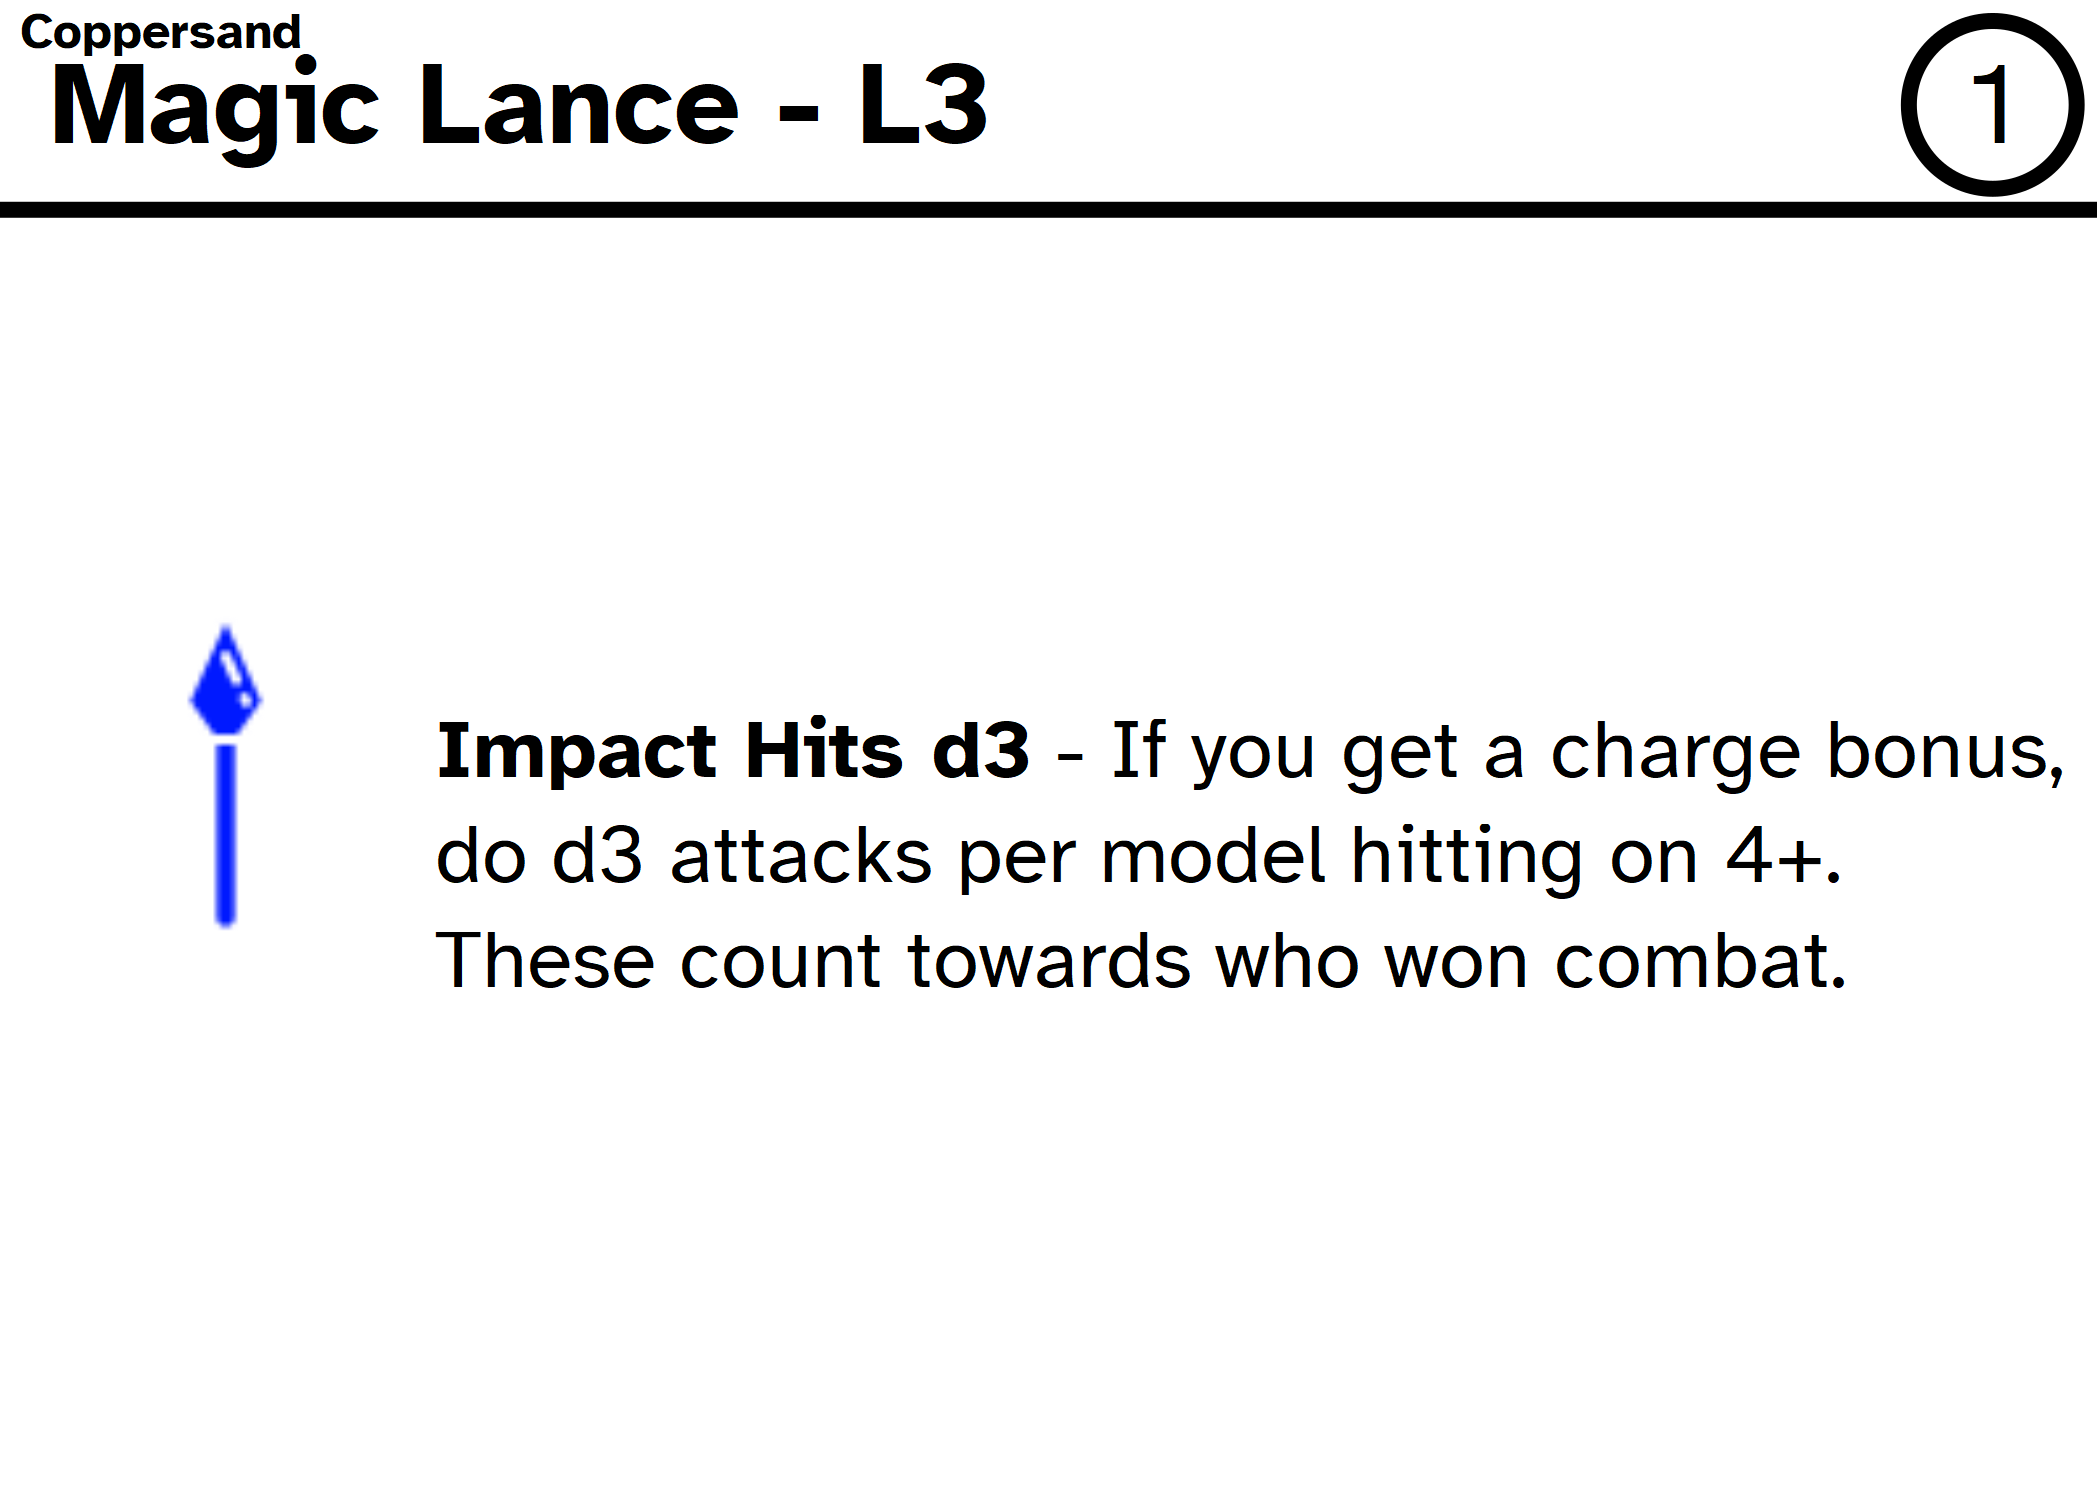 Coppersand
Magic Lance - L3
1
Impact Hits d3 - If you get a charge bonus,
do d3 attacks per model hitting on 4+.
These count towards who won combat.